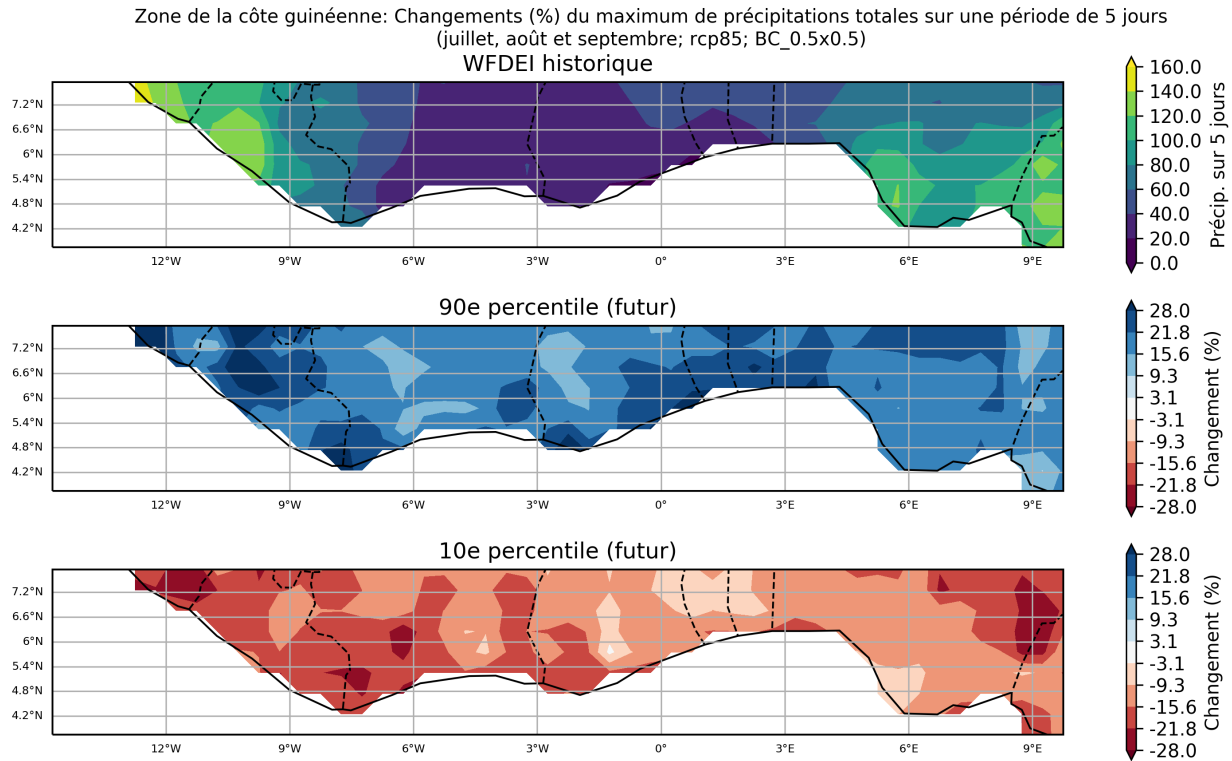 Zone de la côte guinéenne: Changements (%) du maximum de précipitations totales sur une période de 5 jours
(juillet, août et septembre; rcp85; BC_0.5x0.5)
WFDEI historique
7.2°N
6.6°N
6°N
5.4°N
4.8°N
4.2°N
12°W 9°W 6°W 3°W 0° 3°E 6°E 9°E
160.0
140.0
120.0
100.0
80.0
60.0
40.0
20.0
0.0
Précip. sur 5 jours
90e percentile (futur)
7.2°N
6.6°N
6°N
5.4°N
4.8°N
4.2°N
12°W 9°W 6°W 3°W 0° 3°E 6°E 9°E
28.0
21.8
15.6
9.3
3.1
-3.1
-9.3
-15.6
-21.8
-28.0
Changement (%)
10e percentile (futur)
7.2°N
6.6°N
6°N
5.4°N
4.8°N
4.2°N
12°W 9°W 6°W 3°W 0° 3°E 6°E 9°E
28.0
21.8
15.6
9.3
3.1
-3.1
-9.3
-15.6
-21.8
-28.0
Changement (%)